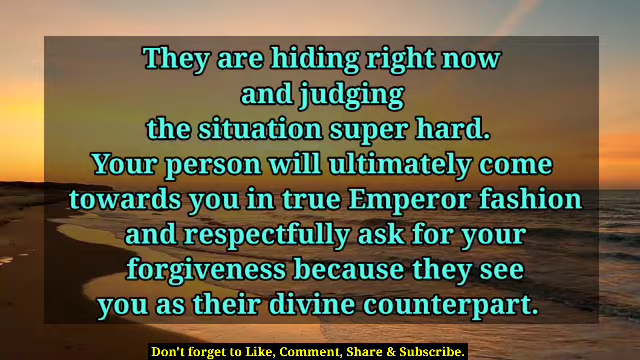 They are hiding right now
and judging
the situation super hard.
Your person will ultimately come
towards you in true Emperor fashion
and respectfully ask for your
forgiveness because they see
you as their divine counterpart.
Don't forget to Like, Comment, Share & Subscribe.